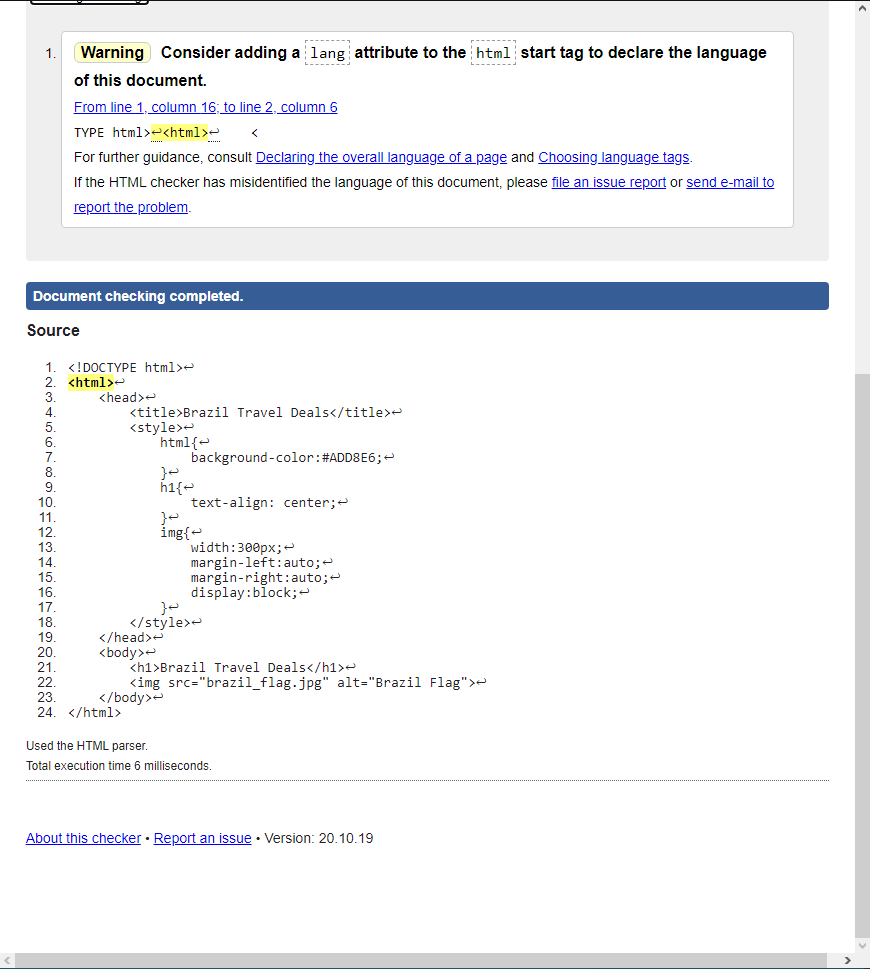 1. Warning Consider adding a lang attribute to the html start tag to declare the language
of this document.
From line 1, column 16; to line 2, column 6
TYPE html>↩<html>↩    <
For further guidance, consult Declaring the overall language of a page and Choosing language tags.
If the HTML checker has misidentified the language of this document, please file an issue report or send e-mail to
report the problem.
Document checking completed.
Source
1. <!DOCTYPE html>↩
2. <html>↩
3.     <head>↩
4.         <title>Brazil Travel Deals</title>↩
5.         <style>↩
6.             html{↩
7.                 background-color:#ADD8E6;↩
8.             }↩
9.             h1{↩
10.                 text-align: center;↩
11.             }↩
12.             img{↩
13.                 width:300px;↩
14.                 margin-left:auto;↩
15.                 margin-right:auto;↩
16.                 display:block;↩
17.             }↩
18.         </style>↩
19.     </head>↩
20.     <body>↩
21.         <h1>Brazil Travel Deals</h1>↩
22.         <img src="brazil_flag.jpg" alt="Brazil Flag">↩
23.     </body>↩
24. </html>
Used the HTML parser.
Total execution time 6 milliseconds.
About this checker • Report an issue • Version: 20.10.19